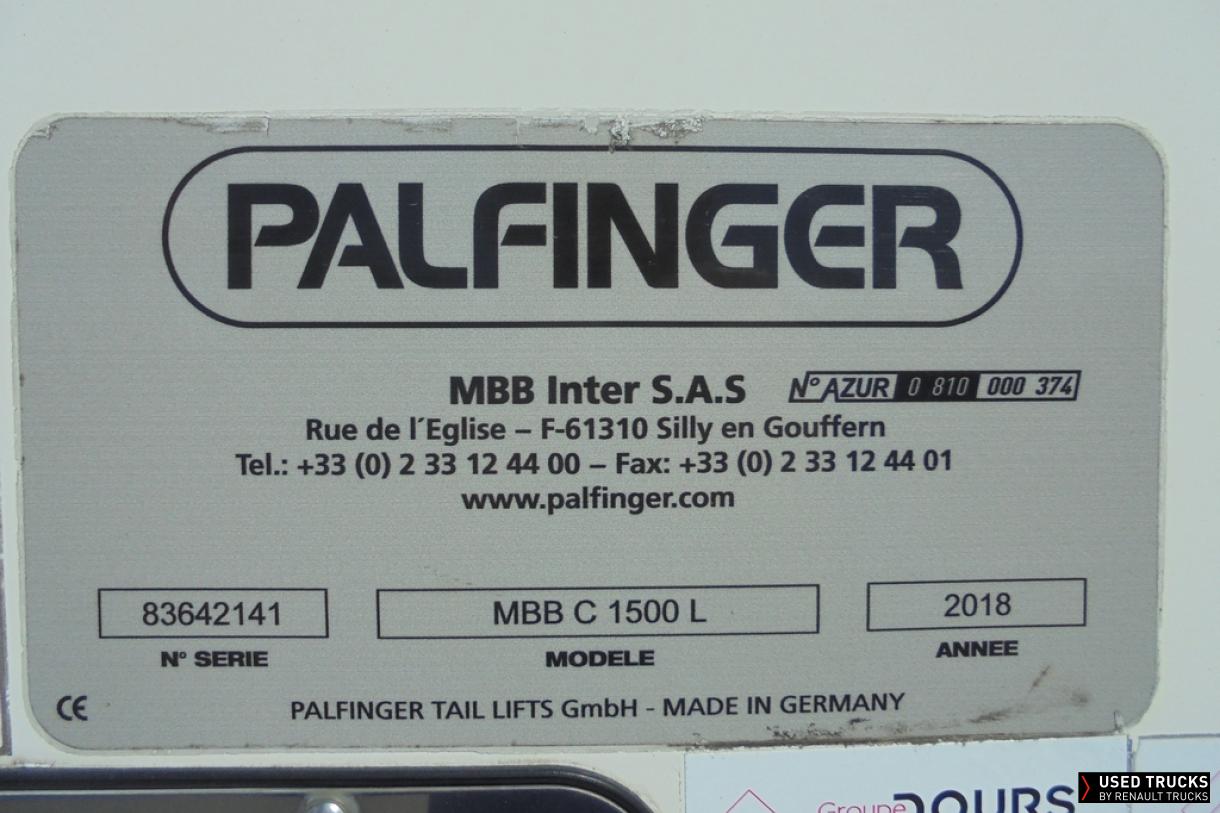 PALFINGER
MBB Inter S.A.S N° AZUR 0 810 000 374
Rue de l´Eglise – F-61310 Silly en Gouffern
Tel.: +33 (0) 2 33 12 44 00 – Fax: +33 (0) 2 33 12 44 01
www.palfinger.com
83642141 MBB C 1500 L 2018
N° SERIE MODELE ANNEE
CE PALFINGER TAIL LIFTS GmbH - MADE IN GERMANY
Groupe DOURS
USED TRUCKS
BY RENAULT TRUCKS